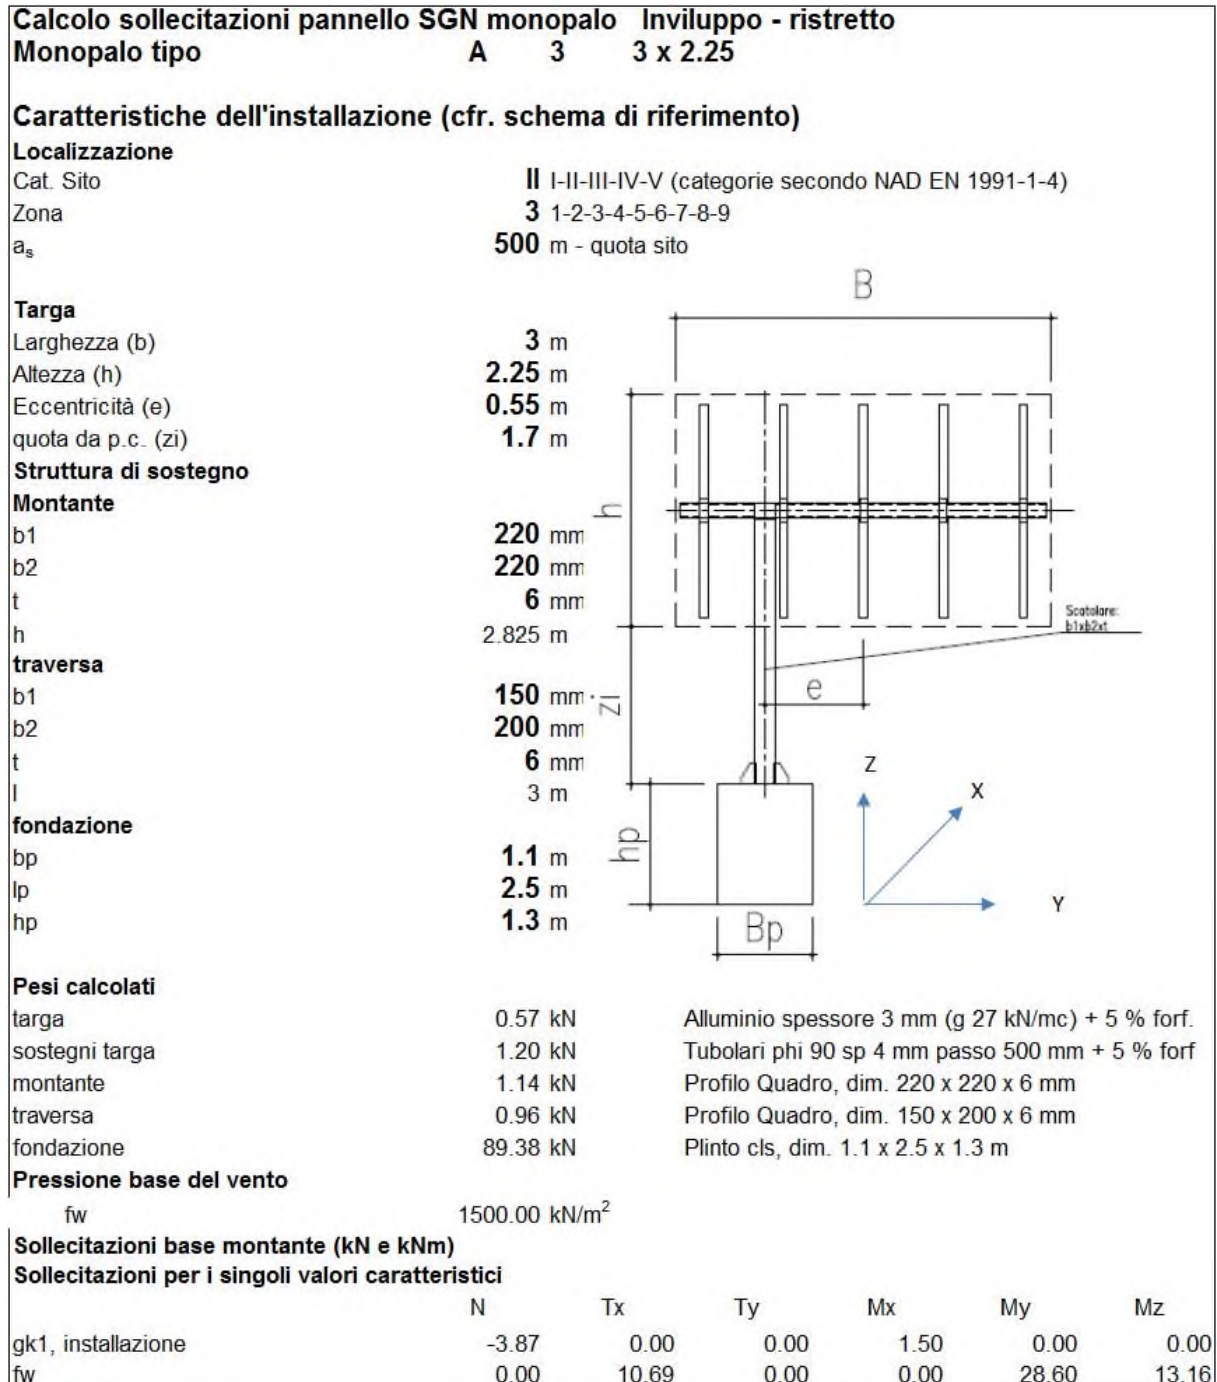 Calcolo sollecitazioni pannello SGN monopalo Inviluppo - ristretto
Monopalo tipo A 3 3 x 2.25
Caratteristiche dell'installazione (cfr. schema di riferimento)
Localizzazione
Cat. Sito II I-II-III-IV-V (categorie secondo NAD EN 1991-1-4)
Zona 3 1-2-3-4-5-6-7-8-9
as 500 m - quota sito
Targa
Larghezza (b) 3 m
Altezza (h) 2.25 m
Eccentricità (e) 0.55 m
quota da p.c. (zi) 1.7 m
Struttura di sostegno
Montante
b1 220 mm
b2 220 mm
t 6 mm
h 2.825 m
traversa
b1 150 mm
b2 200 mm
t 6 mm
l 3 m
fondazione
bp 1.1 m
lp 2.5 m
hp 1.3 m
B
h
Scatolare:
b1xb2xt
zi
e
hp
Bp
Z
X
Y
Pesi calcolati
targa 0.57 kN Alluminio spessore 3 mm (g 27 kN/mc) + 5 % forf.
sostegni targa 1.20 kN Tubolari phi 90 sp 4 mm passo 500 mm + 5 % forf
montante 1.14 kN Profilo Quadro, dim. 220 x 220 x 6 mm
traversa 0.96 kN Profilo Quadro, dim. 150 x 200 x 6 mm
fondazione 89.38 kN Plinto cls, dim. 1.1 x 2.5 x 1.3 m
Pressione base del vento
fw 1500.00 kN/m²
Sollecitazioni base montante (kN e kNm)
Sollecitazioni per i singoli valori caratteristici
N Tx Ty Mx My Mz
gk1, installazione -3.87 0.00 0.00 1.50 0.00 0.00
fw 0.00 10.69 0.00 0.00 28.60 13.16